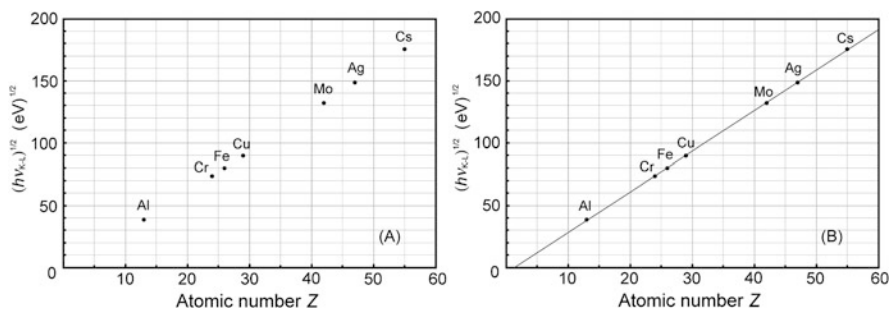 200
150
100
50
0
10
20
30
40
50
60
(hνK-L)1/2 (eV)1/2
Atomic number Z
Al
Cr
Fe
Cu
Mo
Ag
Cs
(A)
200
150
100
50
0
10
20
30
40
50
60
(hνK-L)1/2 (eV)1/2
Atomic number Z
Al
Cr
Fe
Cu
Mo
Ag
Cs
(B)